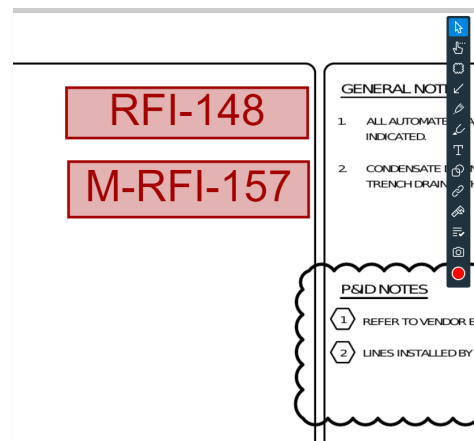 RFI-148
M-RFI-157
GENERAL NOT
1. ALL AUTOMATE
INDICATED.
2. CONDENSATE
TRENCH DRAIN
P&ID NOTES
1 REFER TO VENDOR
2 LINES INSTALLED BY